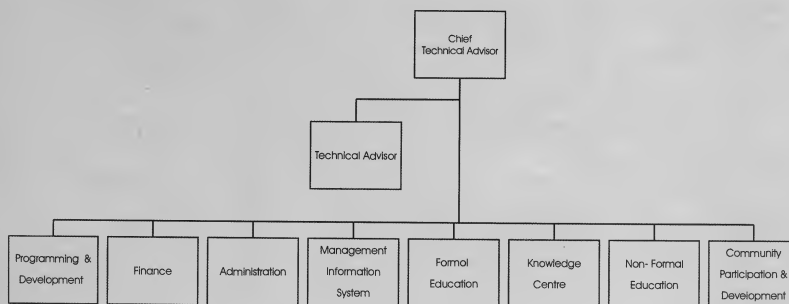 Chief
Technical Advisor
Technical Advisor
Programming &
Development
Finance
Administration
Management
Information
System
Formol
Education
Knowledge
Centre
Non- Formal
Education
Community
Participation &
Development